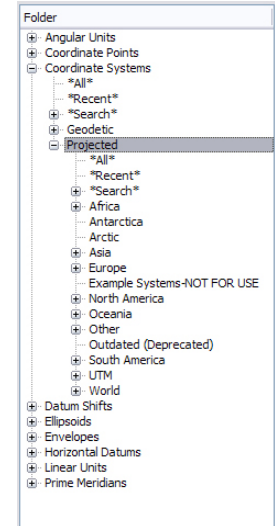 Folder
Angular Units
Coordinate Points
Coordinate Systems
*All*
*Recent*
*Search*
Geodetic
Projected
*All*
*Recent*
*Search*
Africa
Antarctica
Arctic
Asia
Europe
Example Systems-NOT FOR USE
North America
Oceania
Other
Outdated (Deprecated)
South America
UTM
World
Datum Shifts
Ellipsoids
Envelopes
Horizontal Datums
Linear Units
Prime Meridians